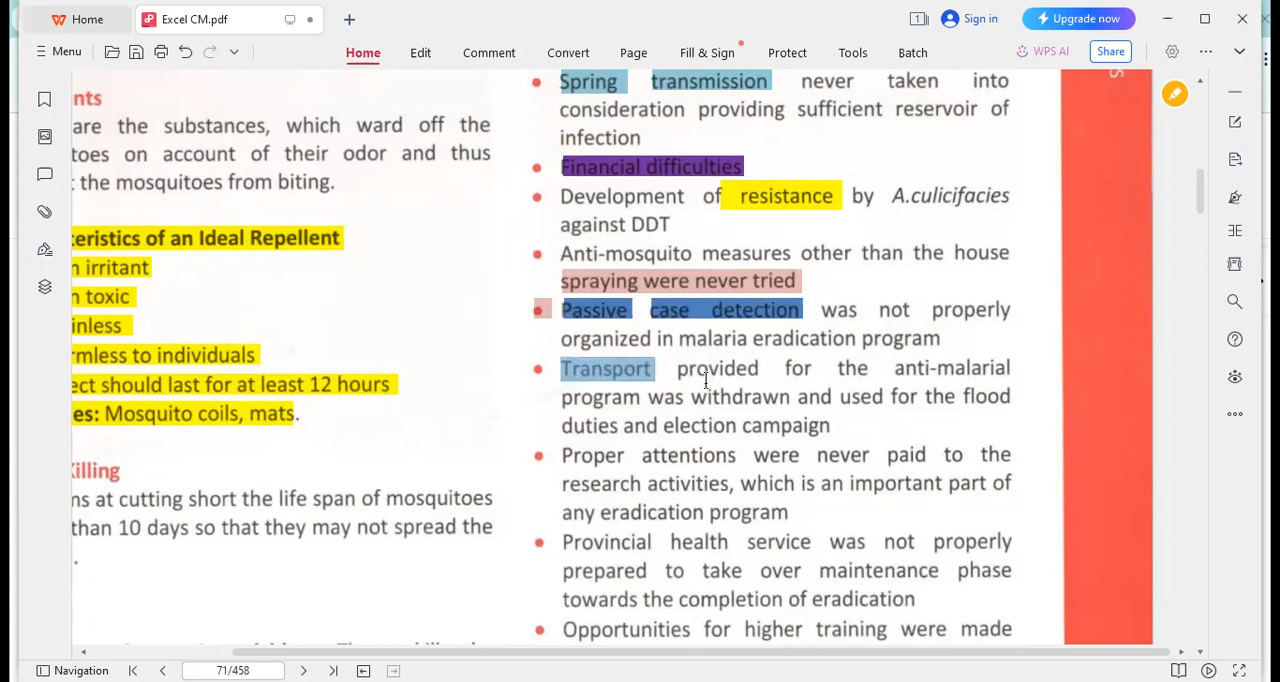 Home
Excel CM.pdf
1
Sign in
Upgrade now
Menu
Home
Edit
Comment
Convert
Page
Fill & Sign
Protect
Tools
Batch
WPS AI
Share
nts
are the substances, which ward off the
toes on account of their odor and thus
t the mosquitoes from biting.
teristics of an Ideal Repellent
n irritant
n toxic
inless
rmless to individuals
ect should last for at least 12 hours
es: Mosquito coils, mats.
Killing
ms at cutting short the life span of mosquitoes
than 10 days so that they may not spread the
.
• Spring transmission never taken into
consideration providing sufficient reservoir of
infection
• Financial difficulties
• Development of resistance by A.culicifacies
against DDT
• Anti-mosquito measures other than the house
spraying were never tried
• Passive case detection was not properly
organized in malaria eradication program
• Transport provided for the anti-malarial
program was withdrawn and used for the flood
duties and election campaign
• Proper attentions were never paid to the
research activities, which is an important part of
any eradication program
• Provincial health service was not properly
prepared to take over maintenance phase
towards the completion of eradication
• Opportunities for higher training were made
Navigation
71/458